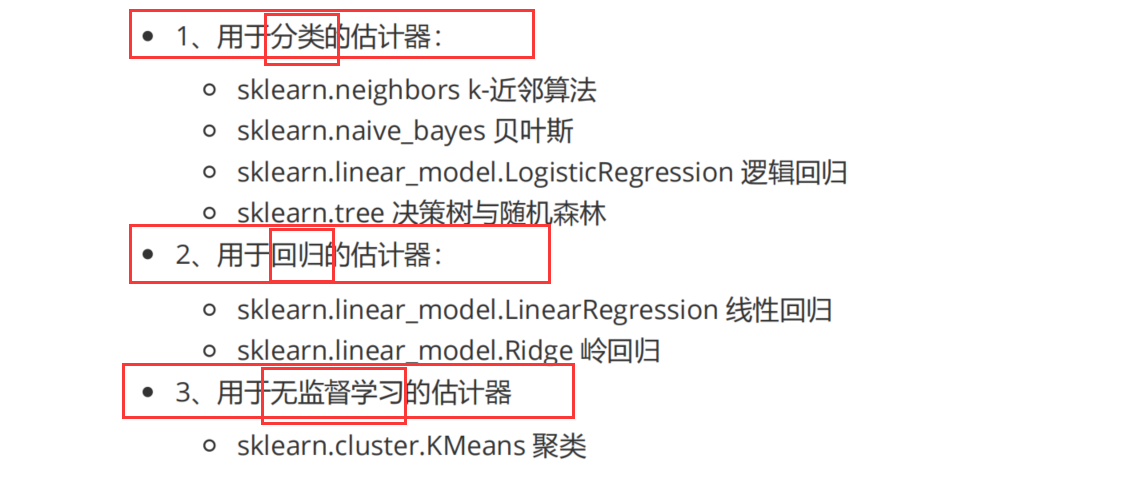 • 1、用于分类的估计器：
○ sklearn.neighbors k-近邻算法
○ sklearn.naive_bayes 贝叶斯
○ sklearn.linear_model.LogisticRegression 逻辑回归
○ sklearn.tree 决策树与随机森林
• 2、用于回归的估计器：
○ sklearn.linear_model.LinearRegression 线性回归
○ sklearn.linear_model.Ridge 岭回归
• 3、用于无监督学习的估计器
○ sklearn.cluster.KMeans 聚类